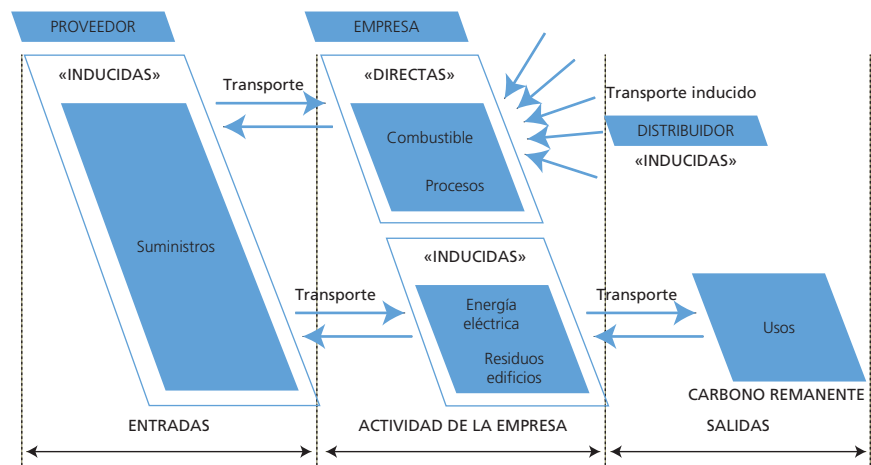 PROVEEDOR
EMPRESA
«INDUCIDAS»
Transporte
«DIRECTAS»
Transporte inducido
DISTRIBUIDOR
«INDUCIDAS»
Combustible
Procesos
Suministros
«INDUCIDAS»
Transporte
Energía
eléctrica
Residuos
edificios
Transporte
Usos
CARBONO REMANENTE
ENTRADAS
ACTIVIDAD DE LA EMPRESA
SALIDAS